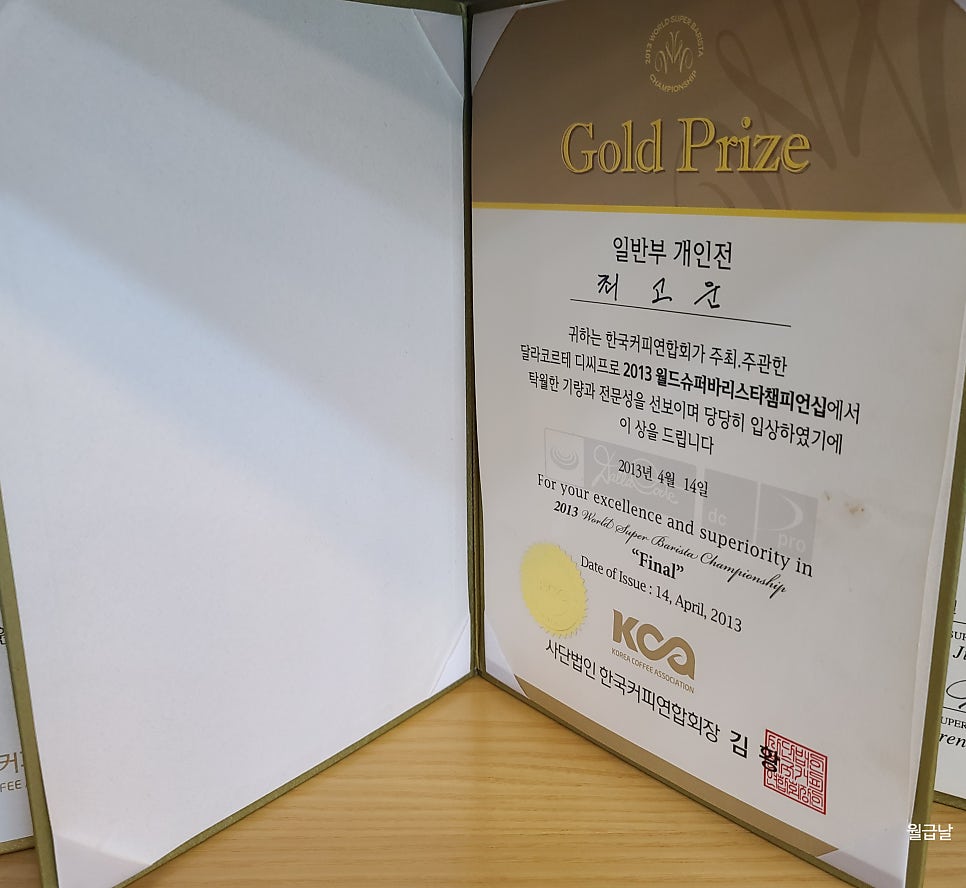 2013 WORLD SUPER BARISTA
CHAMPIONSHIP
Gold Prize
일반부 개인전
최 고 운
귀하는 한국커피연합회가 주최.주관한
달라코르테 디씨프로 2013 월드슈퍼바리스타챔피언십에서
탁월한 기량과 전문성을 선보이며 당당히 입상하였기에
이 상을 드립니다
2013년 4월 14일
DallaCorte
dc
pro
For your excellence and superiority in
2013 World Super Barista Championship
“Final”
Date of Issue : 14, April, 2013
KCA
KOREA COFFEE ASSOCIATION
사단법인 한국커피연합회장 김 황
월급날